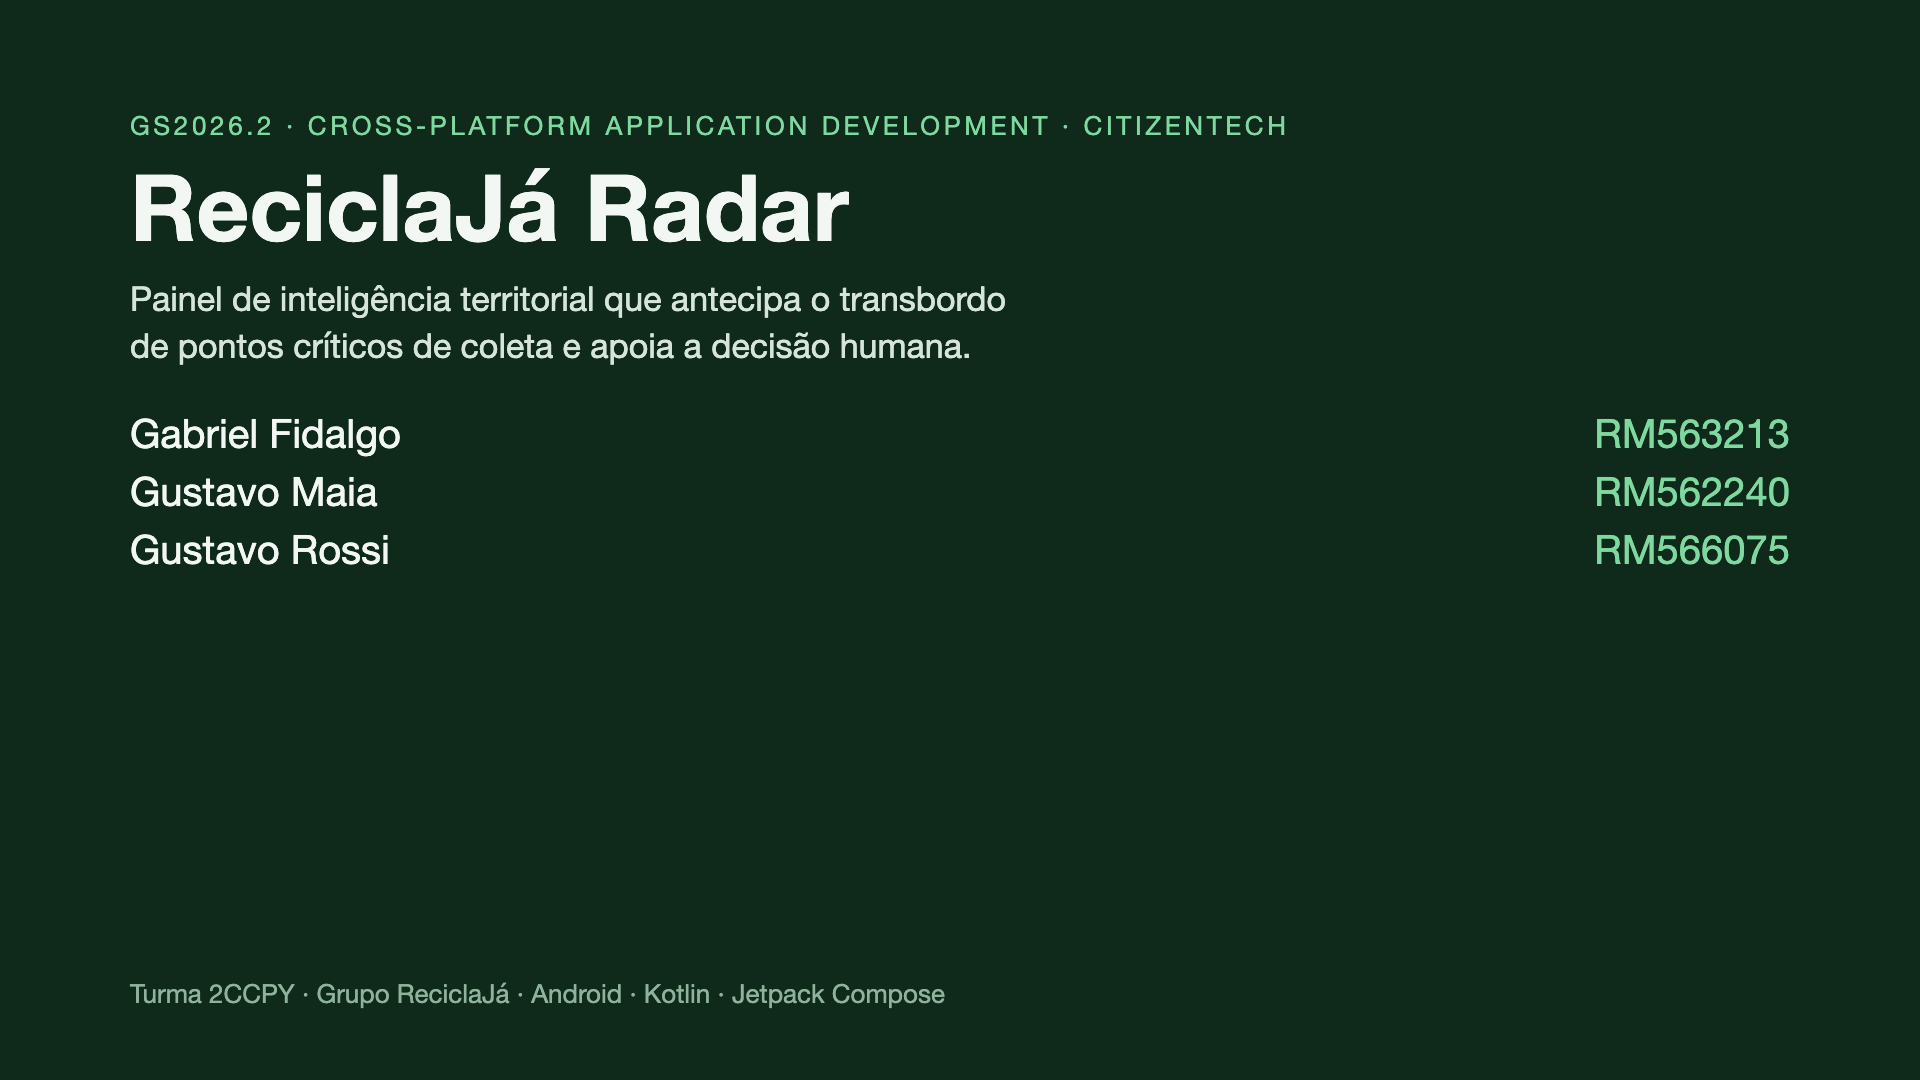 GS2026.2 · CROSS-PLATFORM APPLICATION DEVELOPMENT · CITIZENTECH
ReciclaJá Radar
Painel de inteligência territorial que antecipa o transbordo
de pontos críticos de coleta e apoia a decisão humana.
Gabriel Fidalgo RM563213
Gustavo Maia RM562240
Gustavo Rossi RM566075
Turma 2CCPY · Grupo ReciclaJá · Android · Kotlin · Jetpack Compose